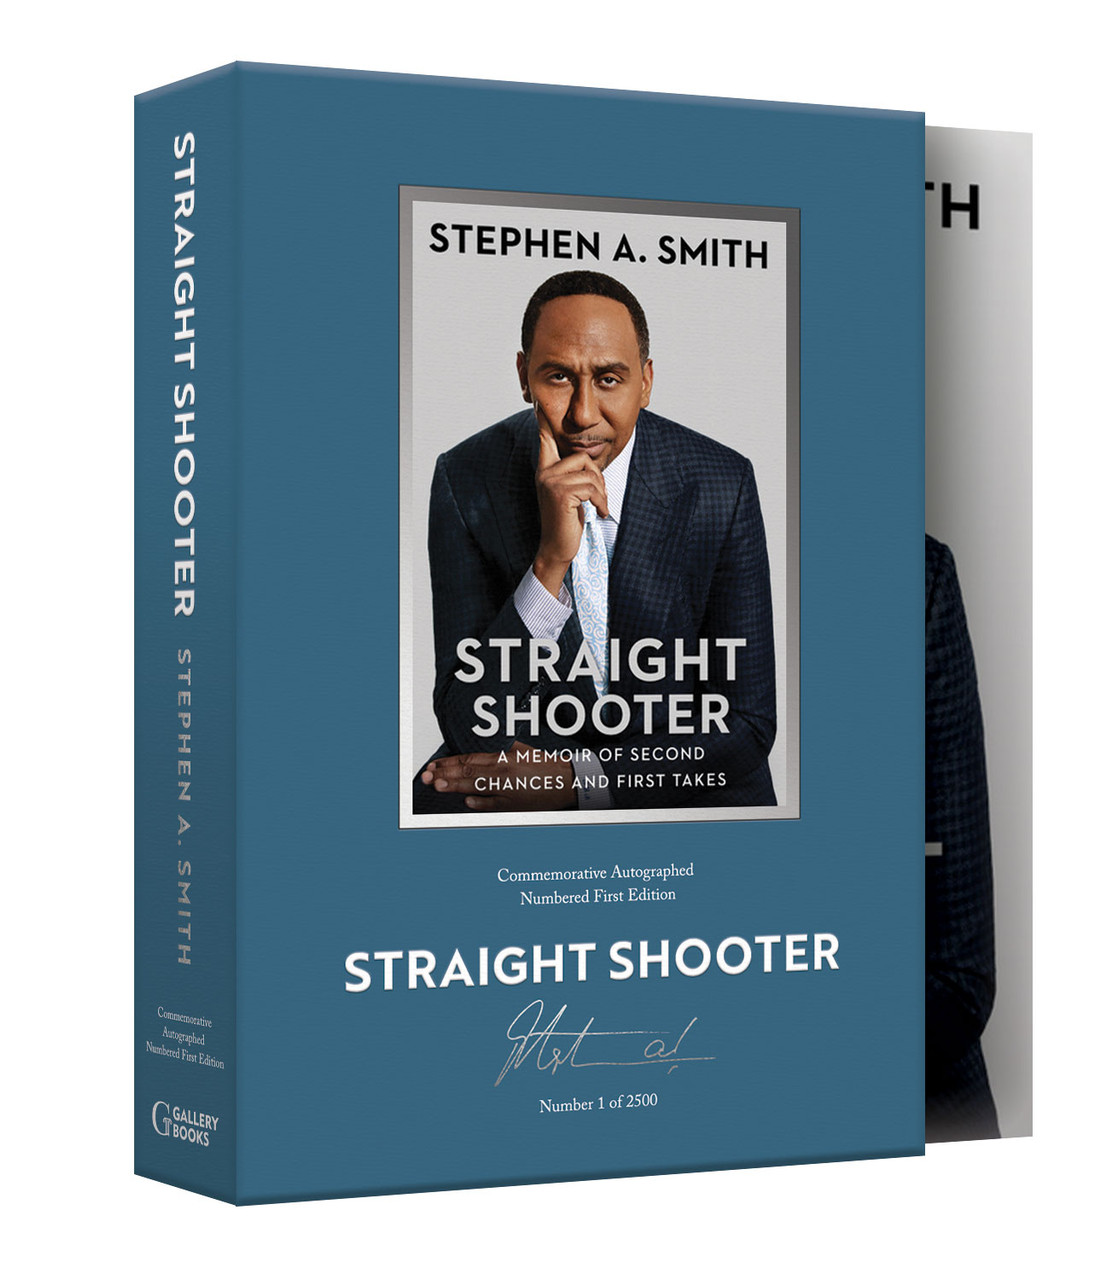 STRAIGHT SHOOTER STEPHEN A. SMITH
Commemorative
Autographed
Numbered First Edition
G GALLERY
BOOKS
STEPHEN A. SMITH
STRAIGHT
SHOOTER
A MEMOIR OF SECOND
CHANCES AND FIRST TAKES
Commemorative Autographed
Numbered First Edition
STRAIGHT SHOOTER
Number 1 of 2500
TH